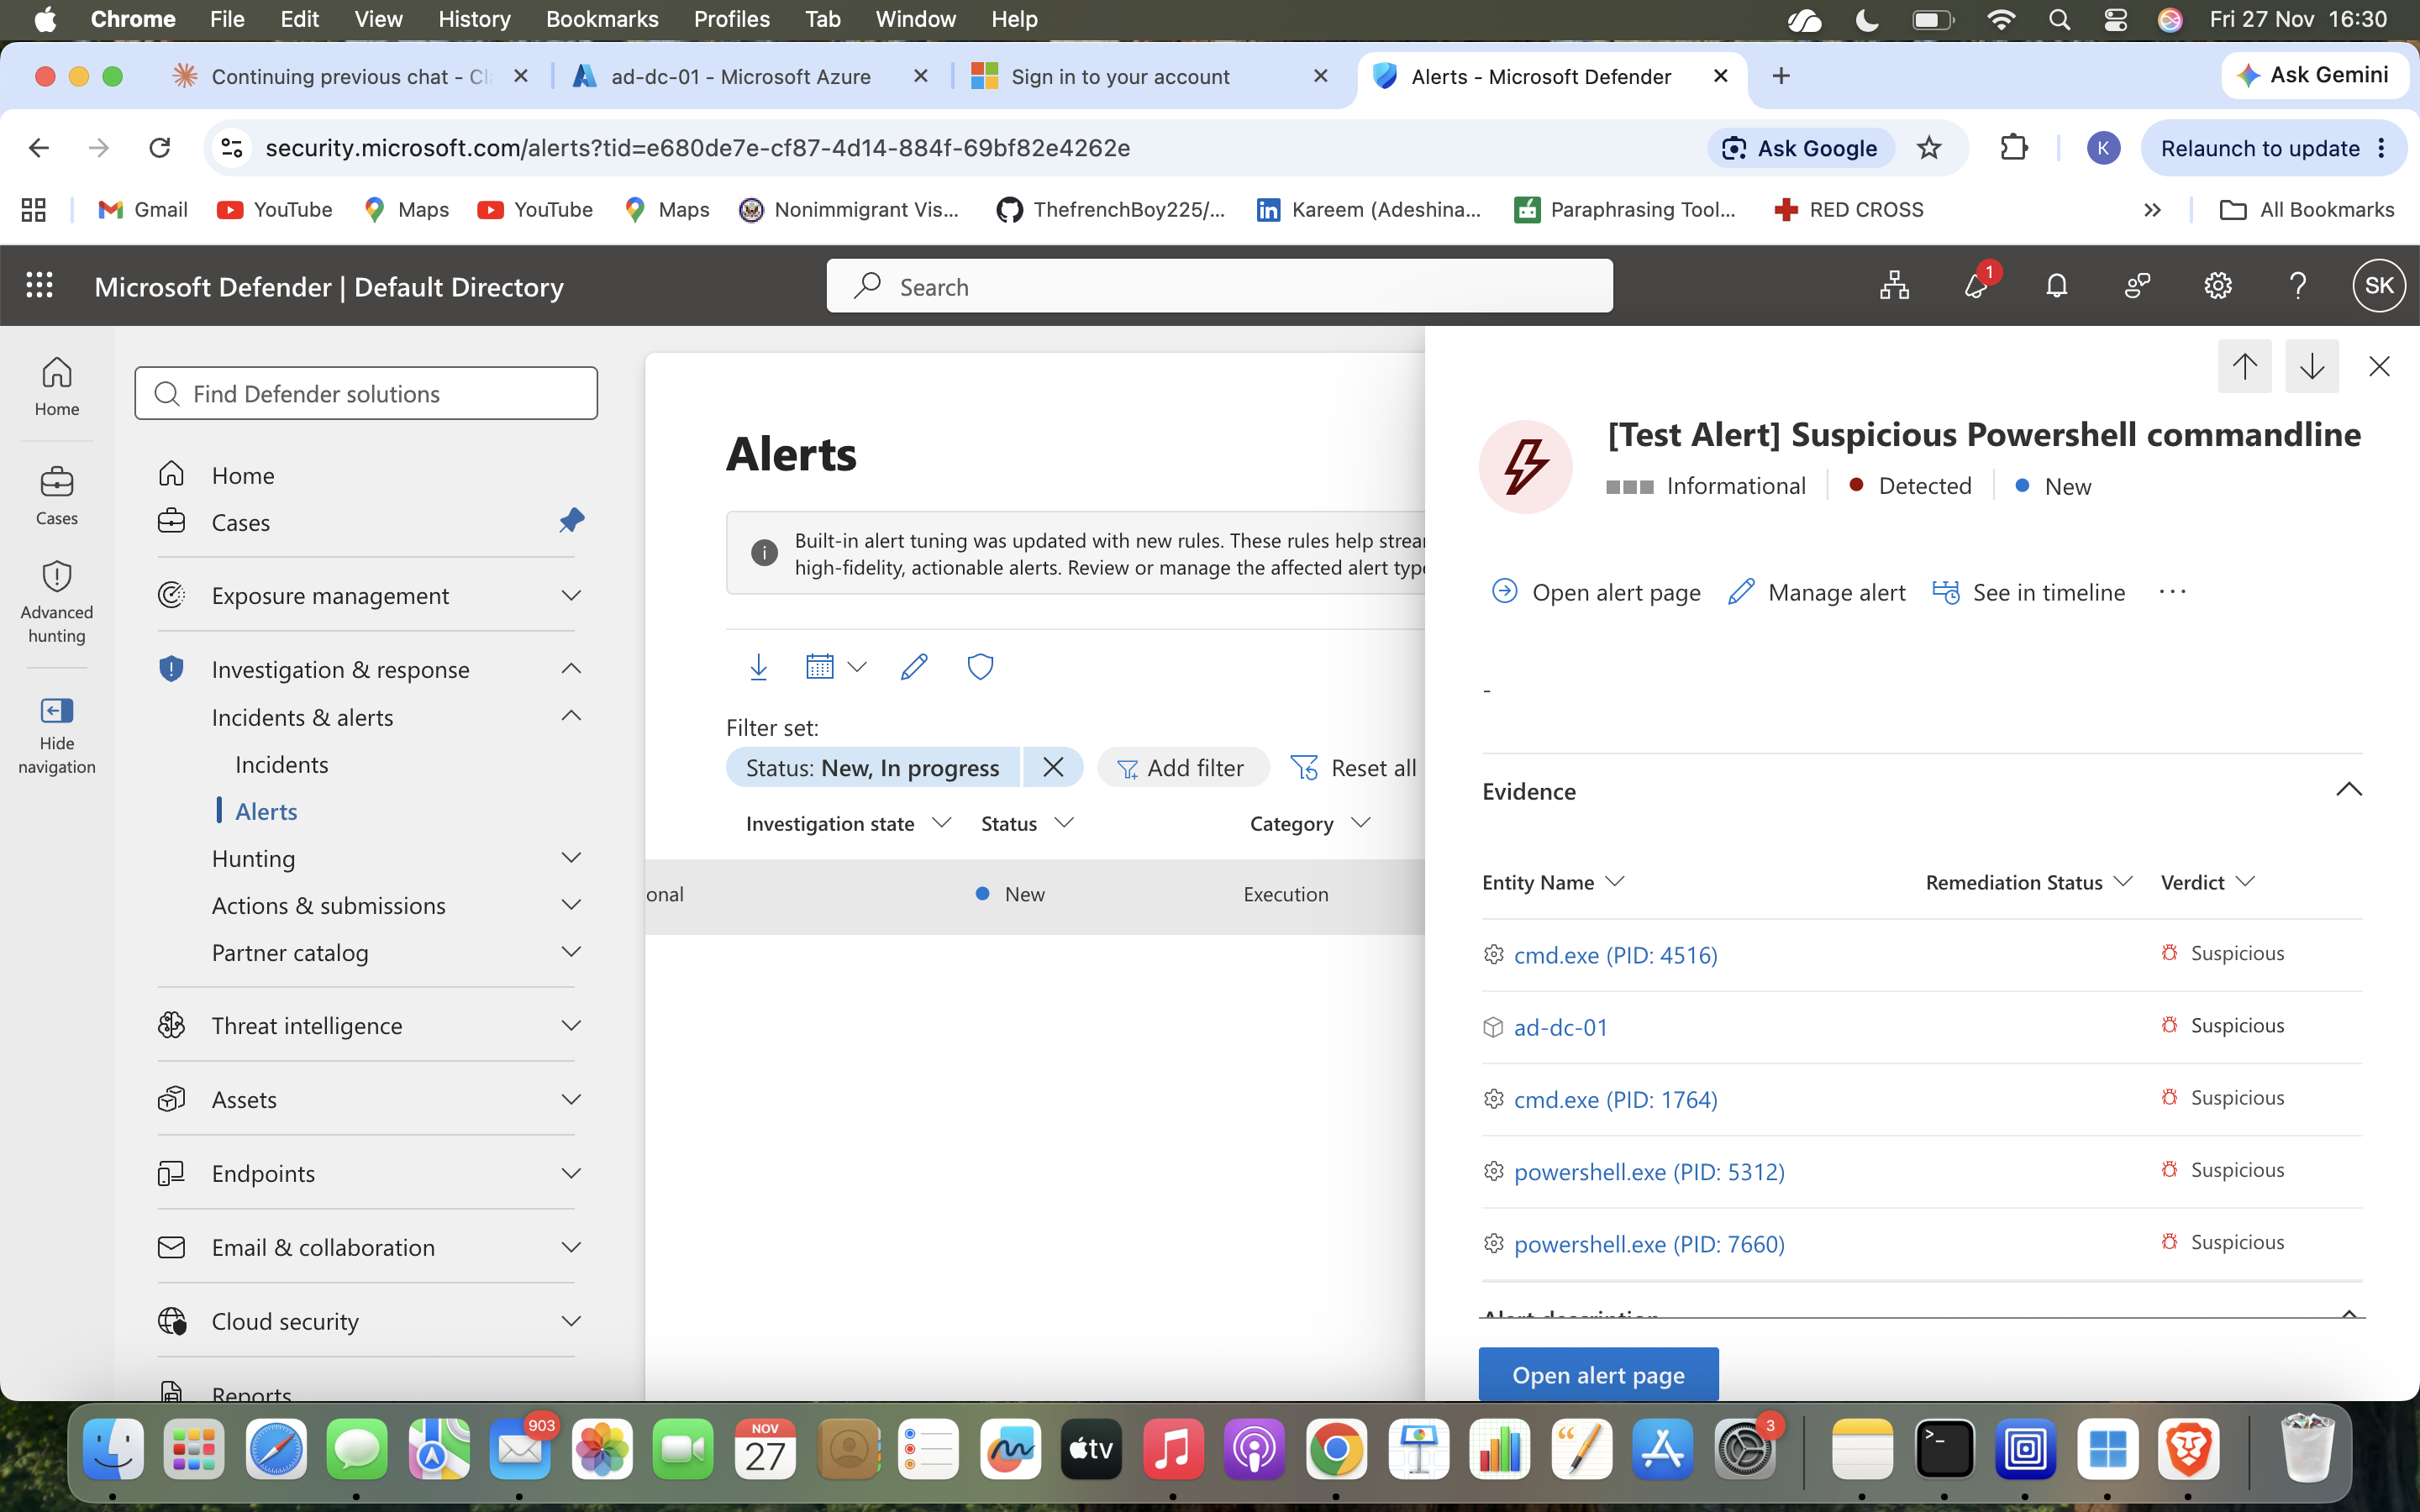 Chrome File Edit View History Bookmarks Profiles Tab Window Help Fri 27 Nov 16:30
Continuing previous chat - Cl
ad-dc-01 - Microsoft Azure
Sign in to your account
Alerts - Microsoft Defender
Ask Gemini
security.microsoft.com/alerts?tid=e680de7e-cf87-4d14-884f-69bf82e4262e
Ask Google
K
Relaunch to update
Gmail YouTube Maps YouTube Maps Nonimmigrant Vis... ThefrenchBoy225/... Kareem (Adeshina... Paraphrasing Tool... RED CROSS All Bookmarks
Microsoft Defender | Default Directory
Search
1
SK
Home
Cases
Advanced
hunting
Hide
navigation
Find Defender solutions
Home
Cases
Exposure management
Investigation & response
Incidents & alerts
Incidents
Alerts
Hunting
Actions & submissions
Partner catalog
Threat intelligence
Assets
Endpoints
Email & collaboration
Cloud security
Reports
Alerts
Built-in alert tuning was updated with new rules. These rules help strea
high-fidelity, actionable alerts. Review or manage the affected alert type
Filter set:
Status: New, In progress
Add filter
Reset all
Investigation state Status Category
onal New Execution
[Test Alert] Suspicious Powershell commandline
Informational Detected New
Open alert page Manage alert See in timeline ...
-
Evidence
Entity Name Remediation Status Verdict
cmd.exe (PID: 4516) Suspicious
ad-dc-01 Suspicious
cmd.exe (PID: 1764) Suspicious
powershell.exe (PID: 5312) Suspicious
powershell.exe (PID: 7660) Suspicious
Alert description
Open alert page
903
NOV
27
tv
3